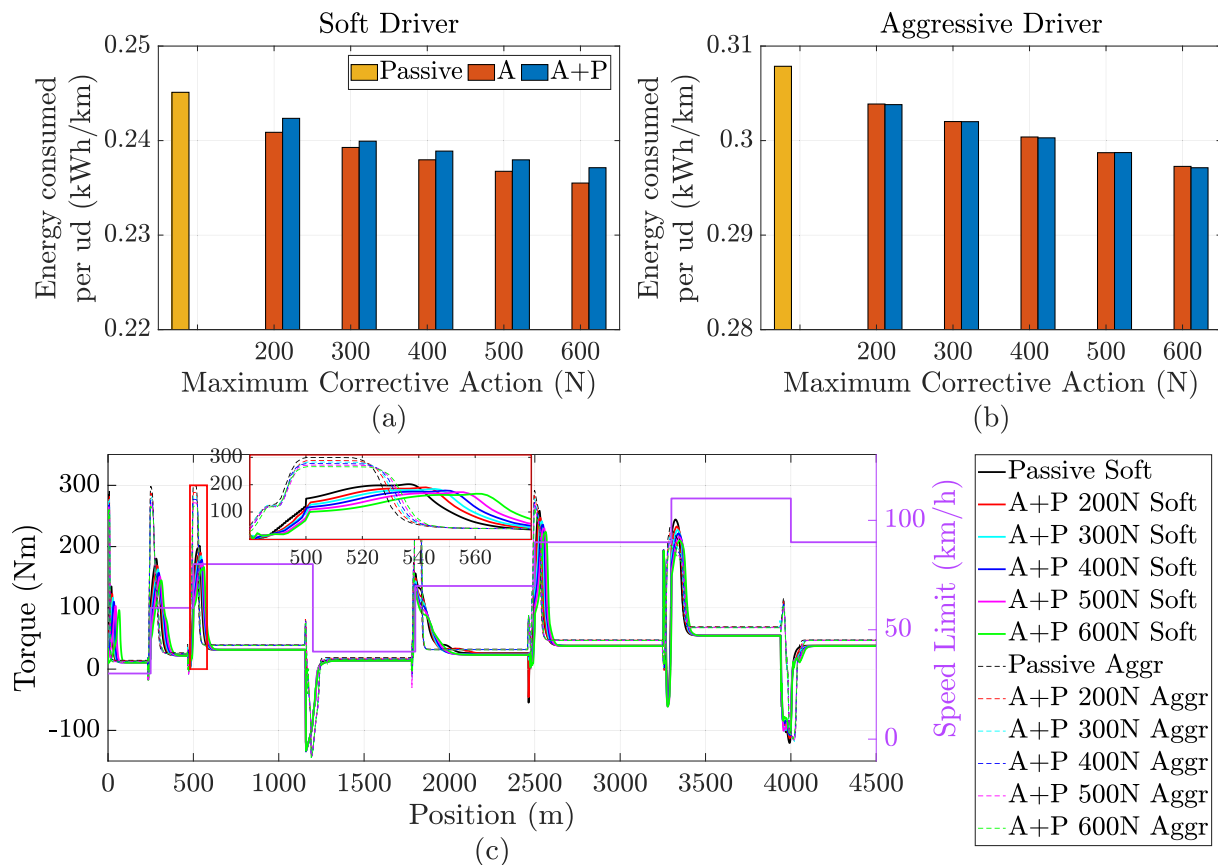 Soft Driver
Energy consumed
per ud (kWh/km)
0.25
0.24
0.23
0.22
Passive A A+P
200 300 400 500 600
Maximum Corrective Action (N)
(a)
Aggressive Driver
Energy consumed
per ud (kWh/km)
0.31
0.3
0.29
0.28
200 300 400 500 600
Maximum Corrective Action (N)
(b)
Torque (Nm)
300
200
100
0
-100
300
200
100
500 520 540 560
0 500 1000 1500 2000 2500 3000 3500 4000 4500
Position (m)
Speed Limit (km/h)
100
50
0
(c)
Passive Soft
A+P 200N Soft
A+P 300N Soft
A+P 400N Soft
A+P 500N Soft
A+P 600N Soft
Passive Aggr
A+P 200N Aggr
A+P 300N Aggr
A+P 400N Aggr
A+P 500N Aggr
A+P 600N Aggr